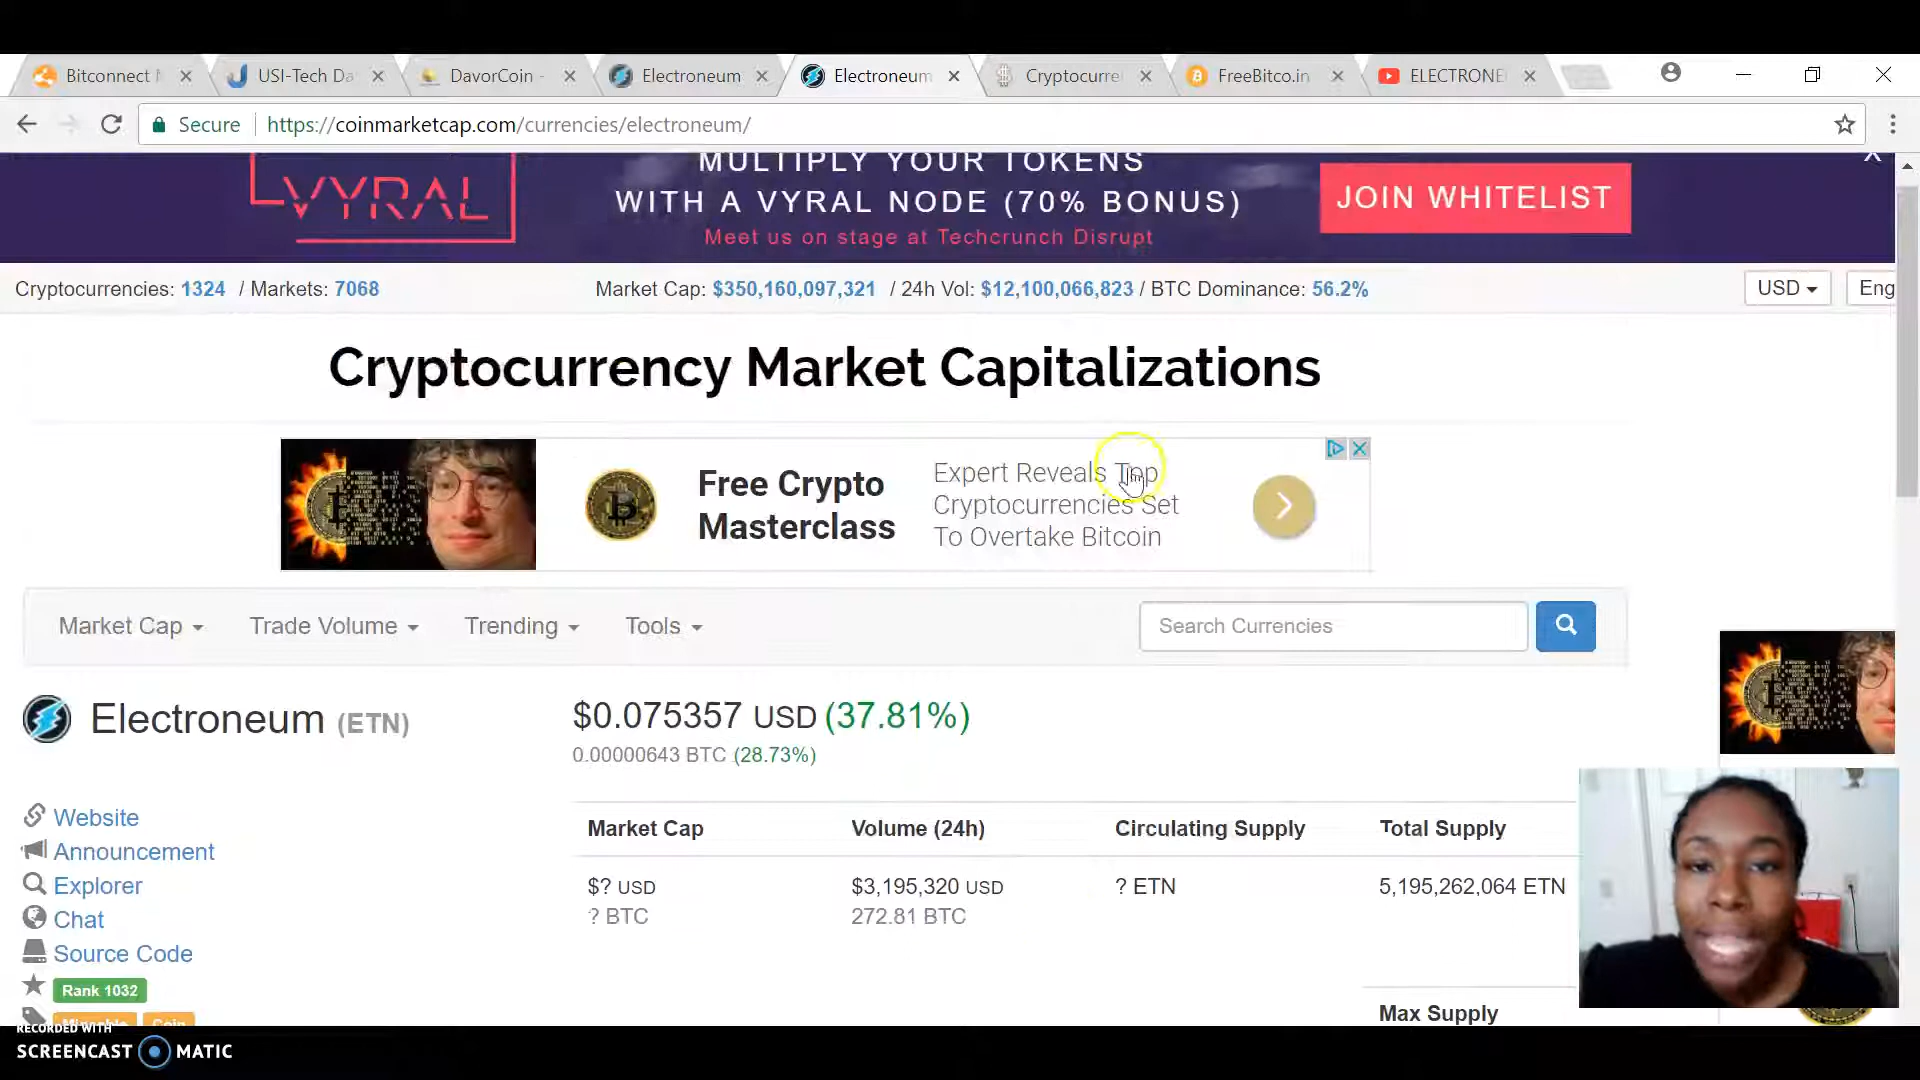 Bitconnect
USI-Tech Da
DavorCoin -
Electroneum
Electroneum
Cryptocurre
FreeBitco.in
ELECTRONE
Secure
https://coinmarketcap.com/currencies/electroneum/
VYRAL
MULTIPLY YOUR TOKENS
WITH A VYRAL NODE (70% BONUS)
Meet us on stage at Techcrunch Disrupt
JOIN WHITELIST
Cryptocurrencies: 1324 / Markets: 7068
Market Cap: $350,160,097,321 / 24h Vol: $12,100,066,823 / BTC Dominance: 56.2%
USD
Eng
Cryptocurrency Market Capitalizations
Free Crypto
Masterclass
Expert Reveals Top
Cryptocurrencies Set
To Overtake Bitcoin
Market Cap
Trade Volume
Trending
Tools
Search Currencies
Electroneum (ETN)
$0.075357 USD (37.81%)
0.00000643 BTC (28.73%)
Website
Announcement
Explorer
Chat
Source Code
Rank 1032
Mineable
Coin
Market Cap
Volume (24h)
Circulating Supply
Total Supply
$? USD
$3,195,320 USD
? ETN
5,195,262,064 ETN
? BTC
272.81 BTC
Max Supply
RECORDED WITH
SCREENCAST MATIC